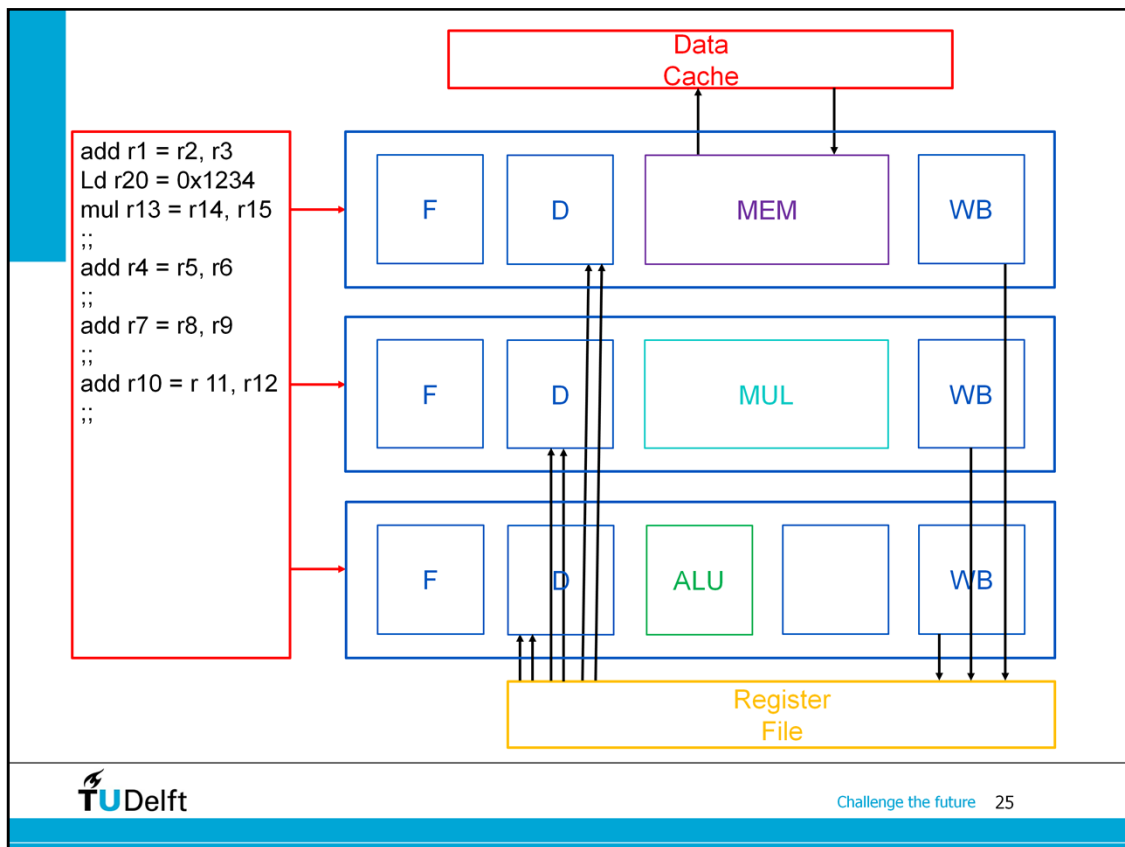 Data
Cache
add r1 = r2, r3
Ld r20 = 0x1234
mul r13 = r14, r15
;;
add r4 = r5, r6
;;
add r7 = r8, r9
;;
add r10 = r 11, r12
;;
F
D
MEM
WB
F
D
MUL
WB
F
D
ALU
WB
Register
File
TUDelft
Challenge the future 25